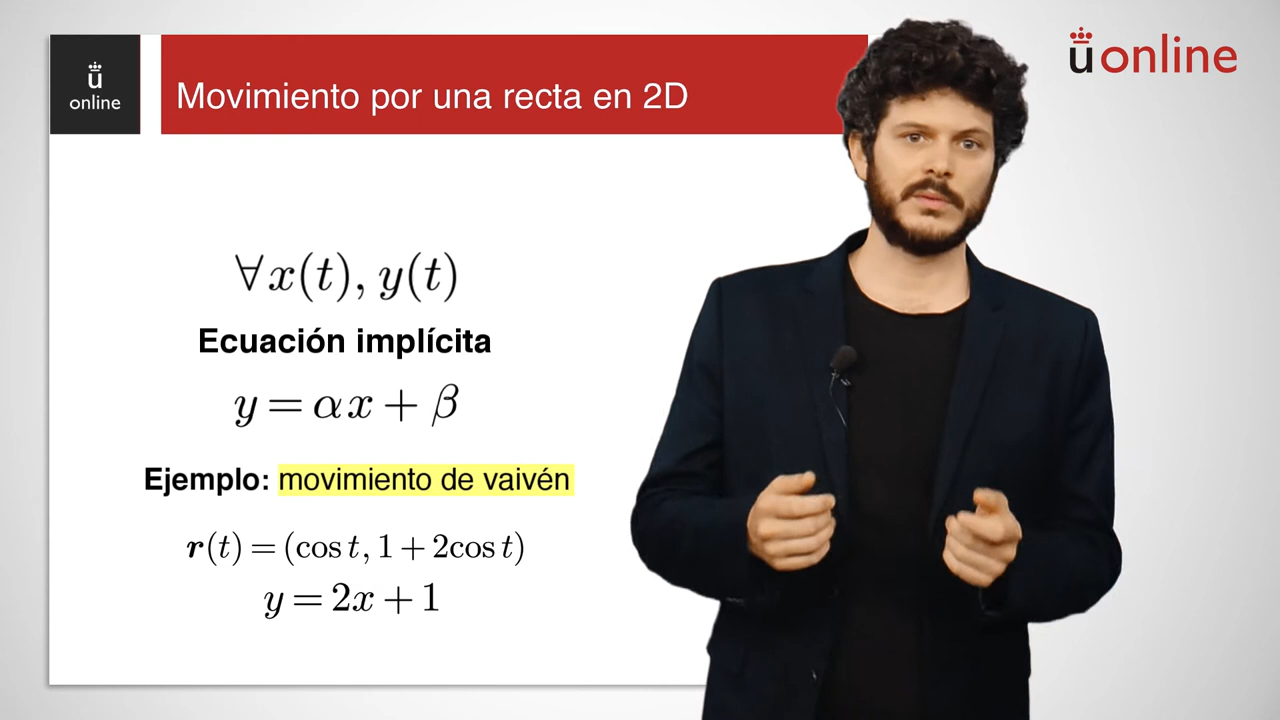 ü
online
Movimiento por una recta en 2D
üonline
∀x(t), y(t)
Ecuación implícita
y = αx + β
Ejemplo: movimiento de vaivén
r(t) = (cos t, 1 + 2cos t)
y = 2x + 1